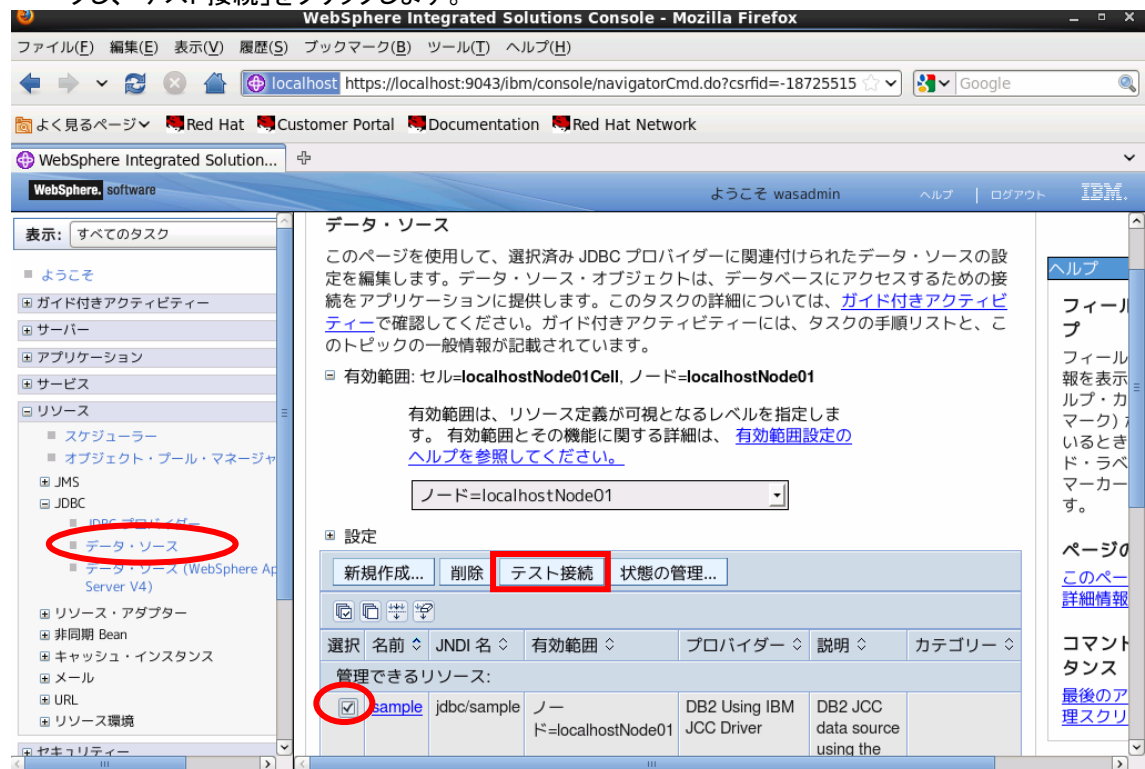 クし、「テスト接続」をクリックします。
WebSphere Integrated Solutions Console - Mozilla Firefox
ファイル(F) 編集(E) 表示(V) 履歴(S) ブックマーク(B) ツール(T) ヘルプ(H)
localhost https://localhost:9043/ibm/console/navigatorCmd.do?csrfid=-18725515 Google
よく見るページ Red Hat Customer Portal Documentation Red Hat Network
WebSphere Integrated Solution...
WebSphere. software ようこそ wasadmin ヘルプ | ログアウト IBM.
表示: すべてのタスク
ようこそ
ガイド付きアクティビティー
サーバー
アプリケーション
サービス
リソース
スケジューラー
オブジェクト・プール・マネージャ
JMS
JDBC
JDBC プロバイダー
データ・ソース
データ・ソース (WebSphere Ap
Server V4)
リソース・アダプター
非同期 Bean
キャッシュ・インスタンス
メール
URL
リソース環境
セキュリティー
データ・ソース
このページを使用して、選択済み JDBC プロバイダーに関連付けられたデータ・ソースの設
定を編集します。データ・ソース・オブジェクトは、データベースにアクセスするための接
続をアプリケーションに提供します。このタスクの詳細については、ガイド付きアクティビ
ティーで確認してください。ガイド付きアクティビティーには、タスクの手順リストと、こ
のトピックの一般情報が記載されています。
有効範囲: セル=localhostNode01Cell, ノード=localhostNode01
有効範囲は、リソース定義が可視となるレベルを指定しま
す。 有効範囲とその機能に関する詳細は、 有効範囲設定の
ヘルプを参照してください。
ノード=localhostNode01
設定
新規作成... 削除 テスト接続 状態の管理...
選択 名前 JNDI 名 有効範囲 プロバイダー 説明 カテゴリー
管理できるリソース:
sample jdbc/sample ノー
ド=localhostNode01 DB2 Using IBM
JCC Driver DB2 JCC
data source
using the
ヘルプ
フィール
プ
フィール
報を表示
ルプ・カ
マーク)
いるとき
ド・ラベ
マーカー
す。
ページの
このペー
詳細情報
コマント
タンス
最後のア
理スクリ